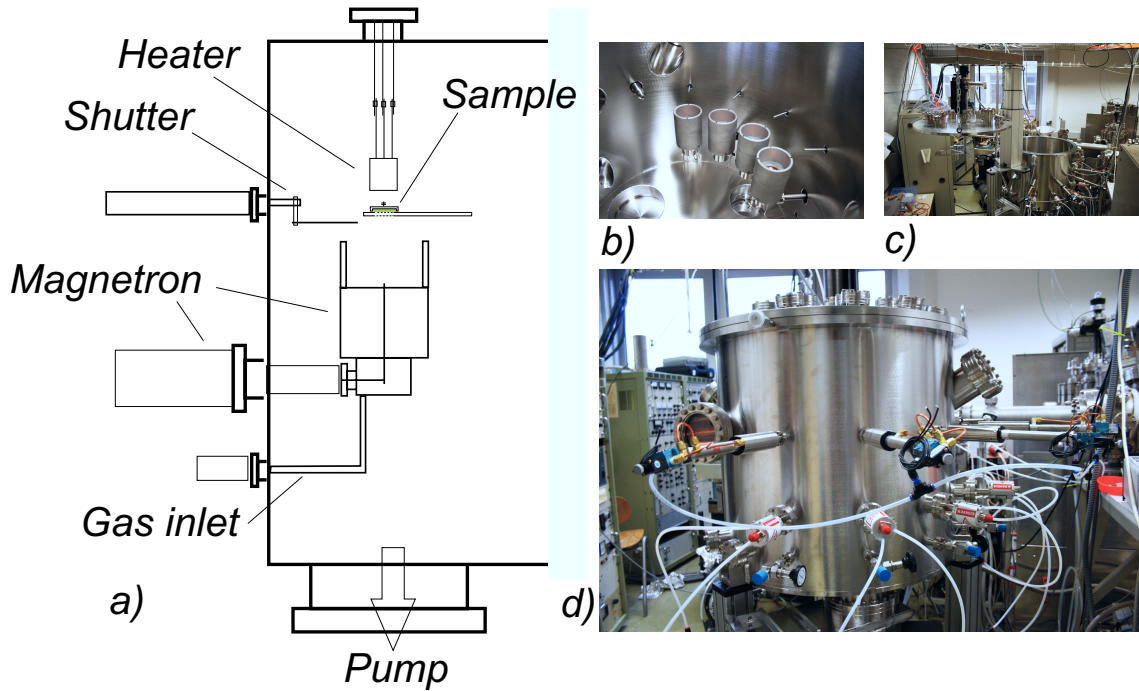 Heater
Sample
Shutter
Magnetron
Gas inlet
Pump
a)
b)
c)
d)